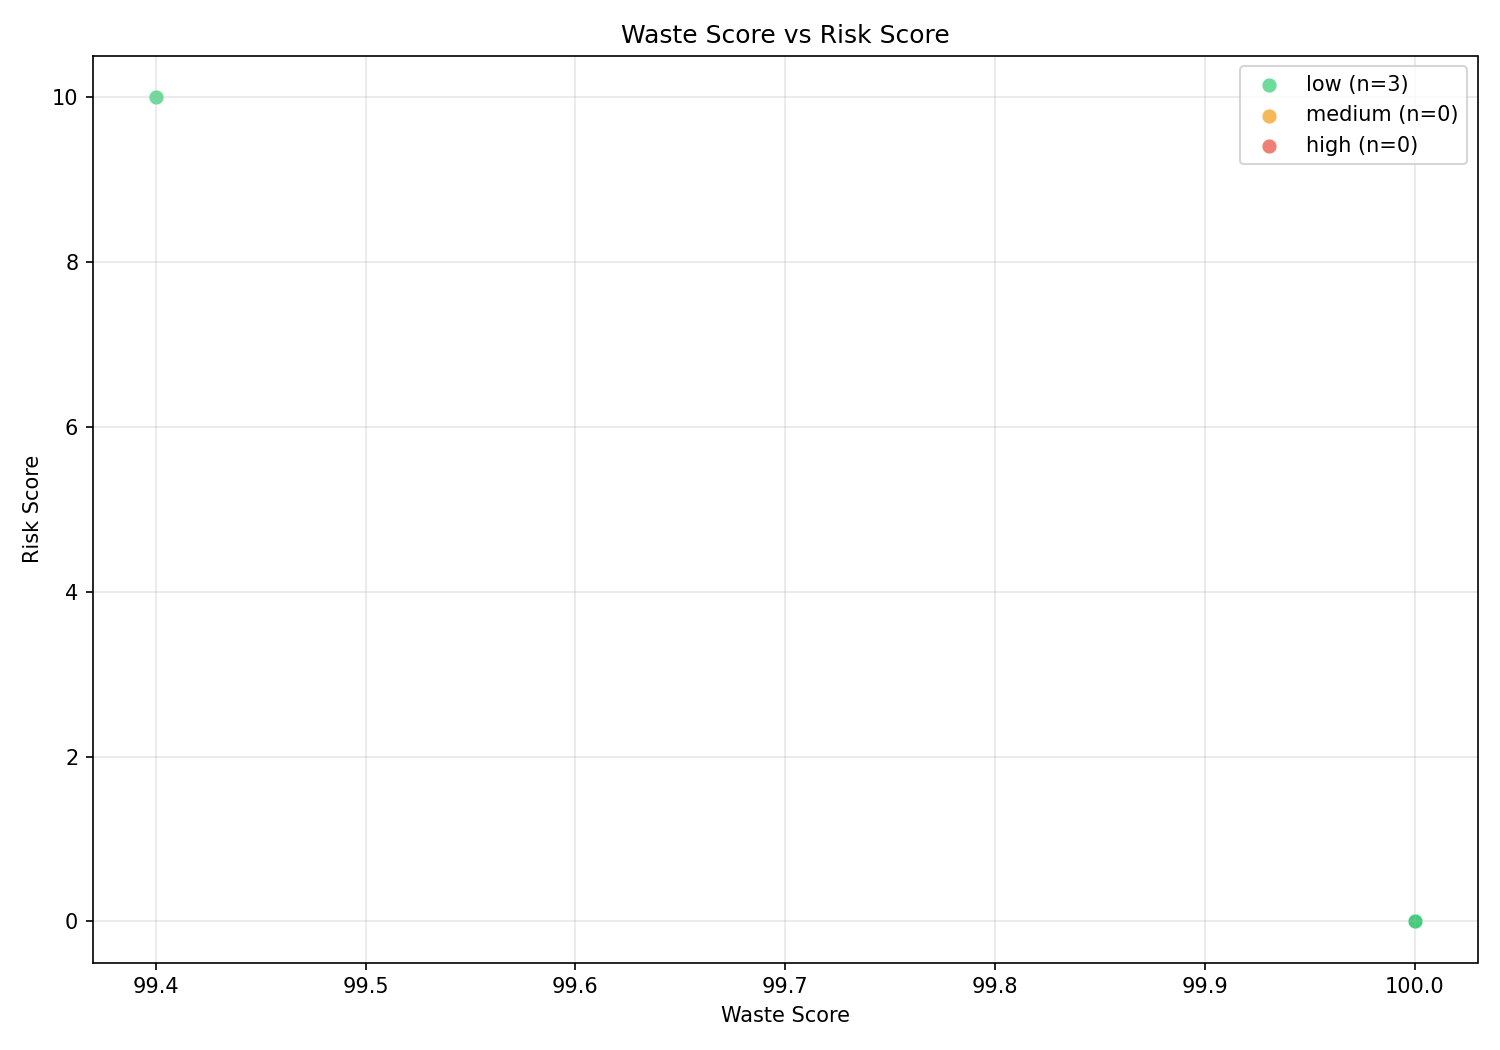 Waste Score vs Risk Score
low (n=3)
medium (n=0)
high (n=0)
10
8
6
4
2
0
Risk Score
99.4 99.5 99.6 99.7 99.8 99.9 100.0
Waste Score